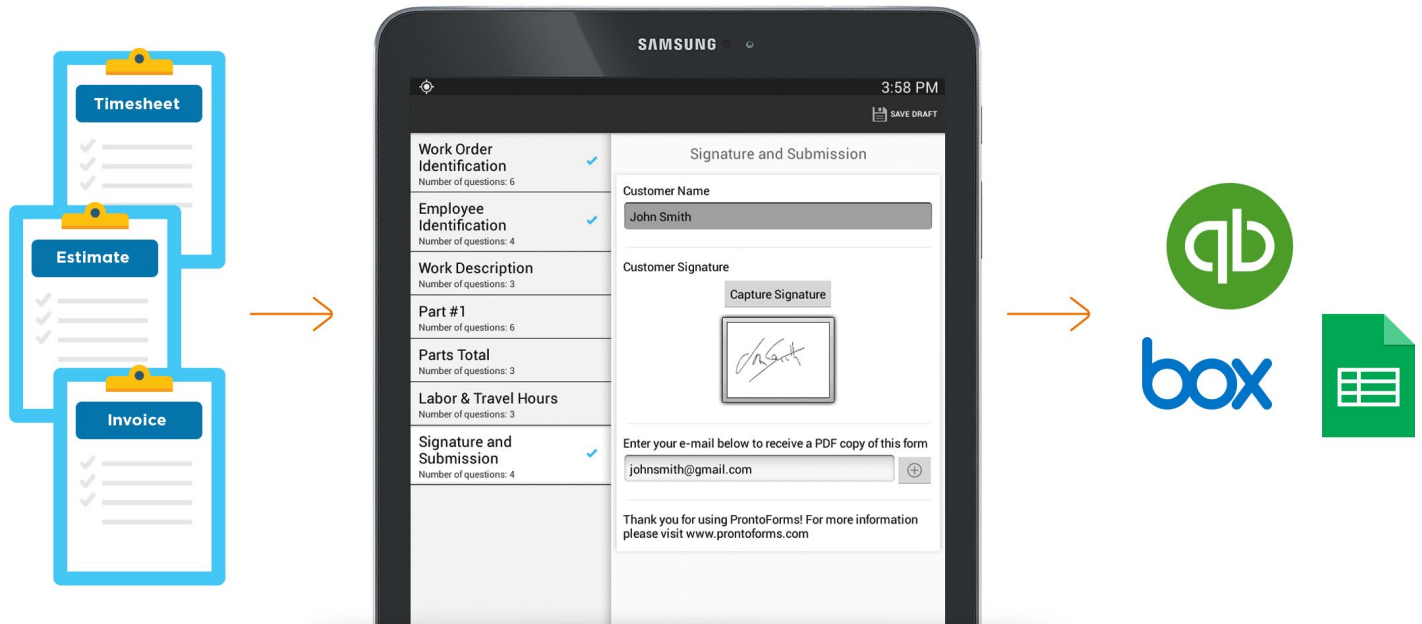 Timesheet
Estimate
Invoice
SAMSUNG
3:58 PM
SAVE DRAFT
Work Order
Identification
Number of questions: 6
Employee
Identification
Number of questions: 4
Work Description
Number of questions: 3
Part #1
Number of questions: 6
Parts Total
Number of questions: 3
Labor & Travel Hours
Number of questions: 3
Signature and
Submission
Number of questions: 4
Signature and Submission
Customer Name
John Smith
Customer Signature
Capture Signature
John Smith
Enter your e-mail below to receive a PDF copy of this form
johnsmith@gmail.com
Thank you for using ProntoForms! For more information
please visit www.prontoforms.com
qb
box